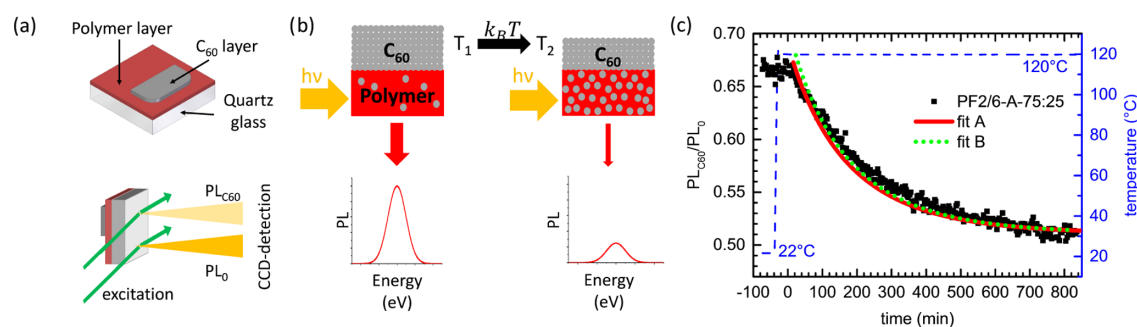 (a)
Polymer layer
C60 layer
Quartz
glass
PLC60
PL0
excitation
CCD-detection
(b)
C60
hν
Polymer
T1
kBT
T2
C60
hν
PL
Energy
(eV)
PL
Energy
(eV)
(c)
0.70
0.65
0.60
0.55
0.50
PLC60/PL0
120°C
22°C
PF2/6-A-75:25
fit A
fit B
120
100
80
60
40
20
temperature (°C)
-100 0 100 200 300 400 500 600 700 800
time (min)